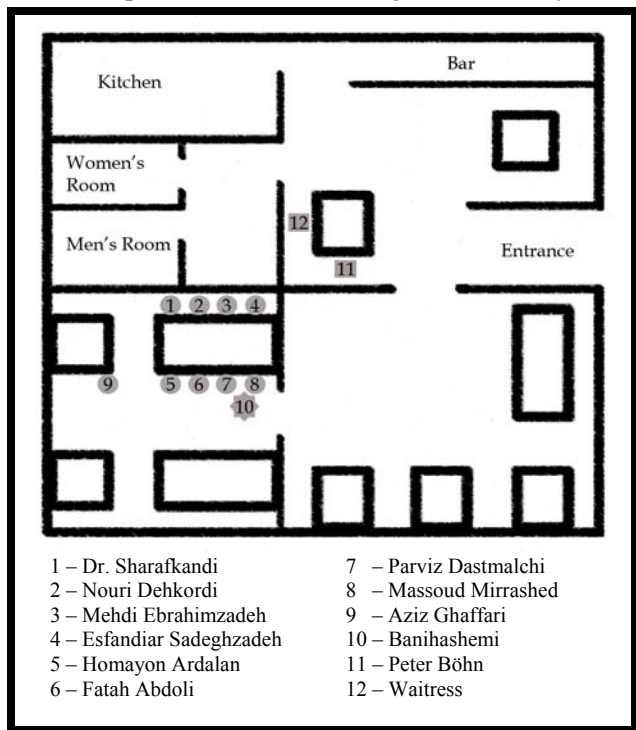 Bar
Kitchen
Women's
Room
12
Men's Room
Entrance
11
1 2 3 4
9 5 6 7 8
10
1 – Dr. Sharafkandi
2 – Nouri Dehkordi
3 – Mehdi Ebrahimzadeh
4 – Esfandiar Sadeghzadeh
5 – Homayon Ardalan
6 – Fatah Abdoli
7 – Parviz Dastmalchi
8 – Massoud Mirrashed
9 – Aziz Ghaffari
10 – Banihashemi
11 – Peter Böhn
12 – Waitress